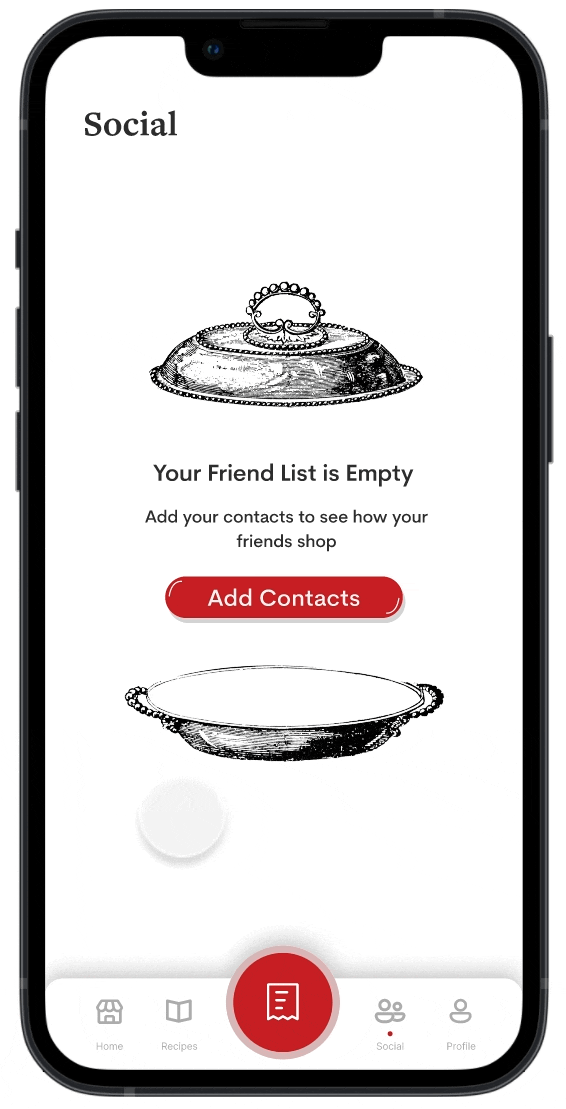 Social
Your Friend List is Empty
Add your contacts to see how your
friends shop
Add Contacts
Home
Recipes
Social
Profile